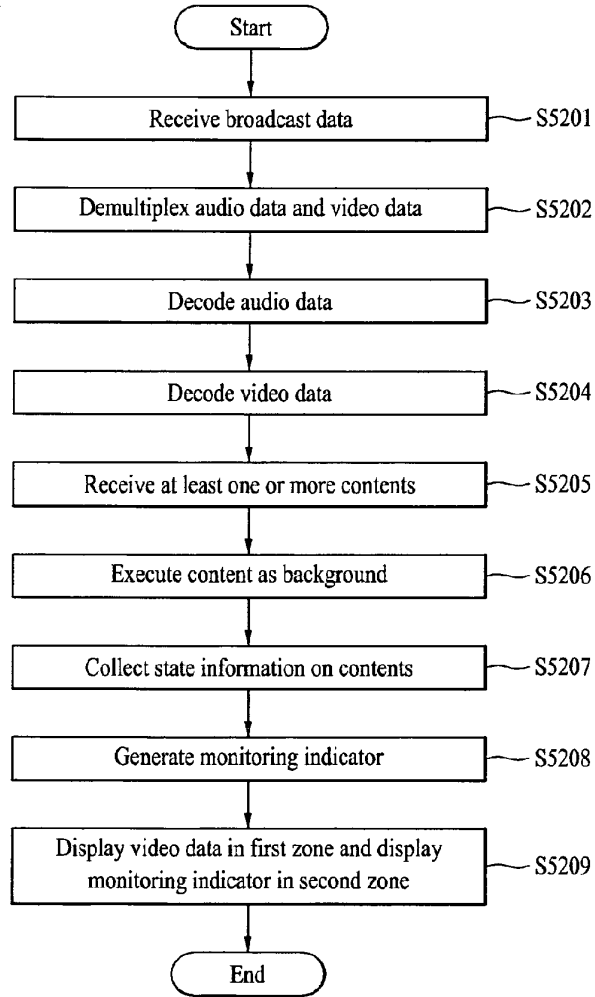 Start
Receive broadcast data
S5201
Demultiplex audio data and video data
S5202
Decode audio data
S5203
Decode video data
S5204
Receive at least one or more contents
S5205
Execute content as background
S5206
Collect state information on contents
S5207
Generate monitoring indicator
S5208
Display video data in first zone and display
monitoring indicator in second zone
S5209
End